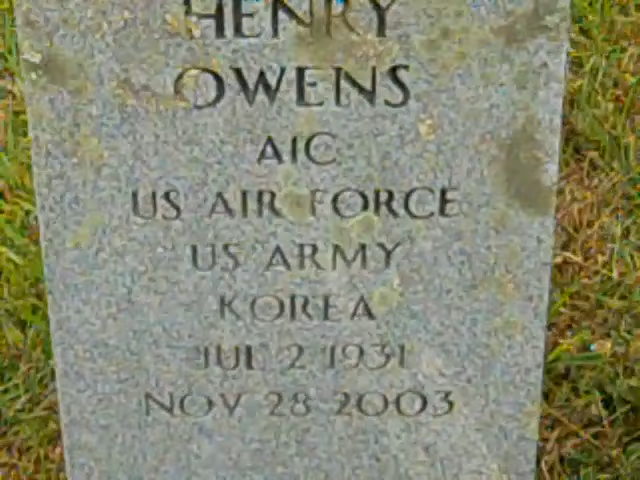 HENRY
OWENS
A1C
US AIR FORCE
US ARMY
KOREA
JUL 2 1931
NOV 28 2003